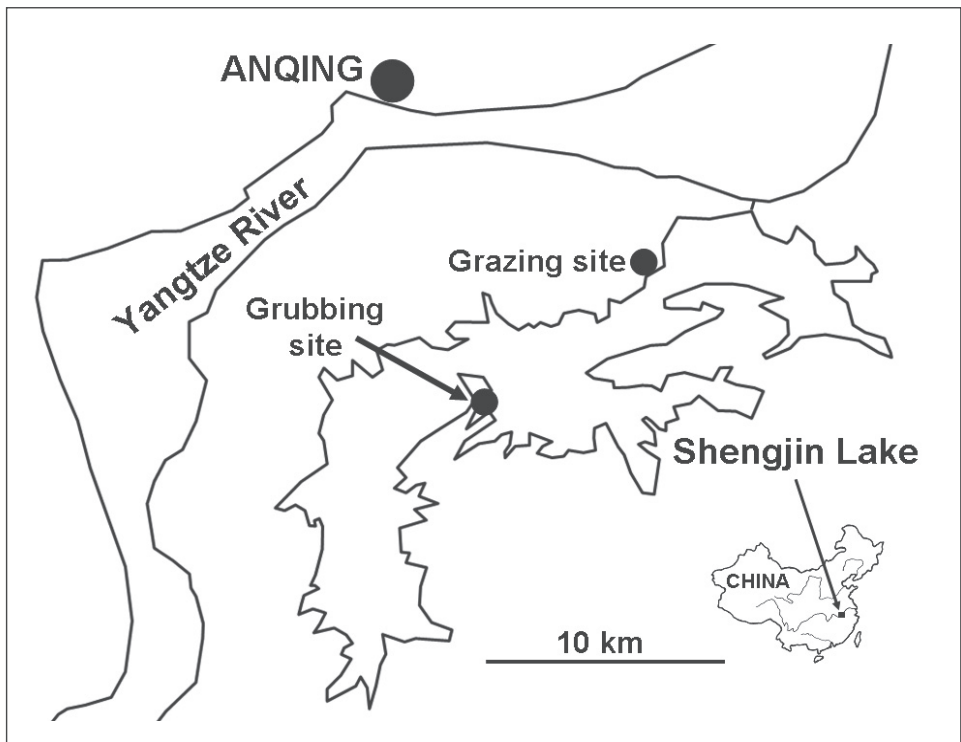 ANQING
Yangtze River
Grazing site
Grubbing
site
Shengjin Lake
CHINA
10 km